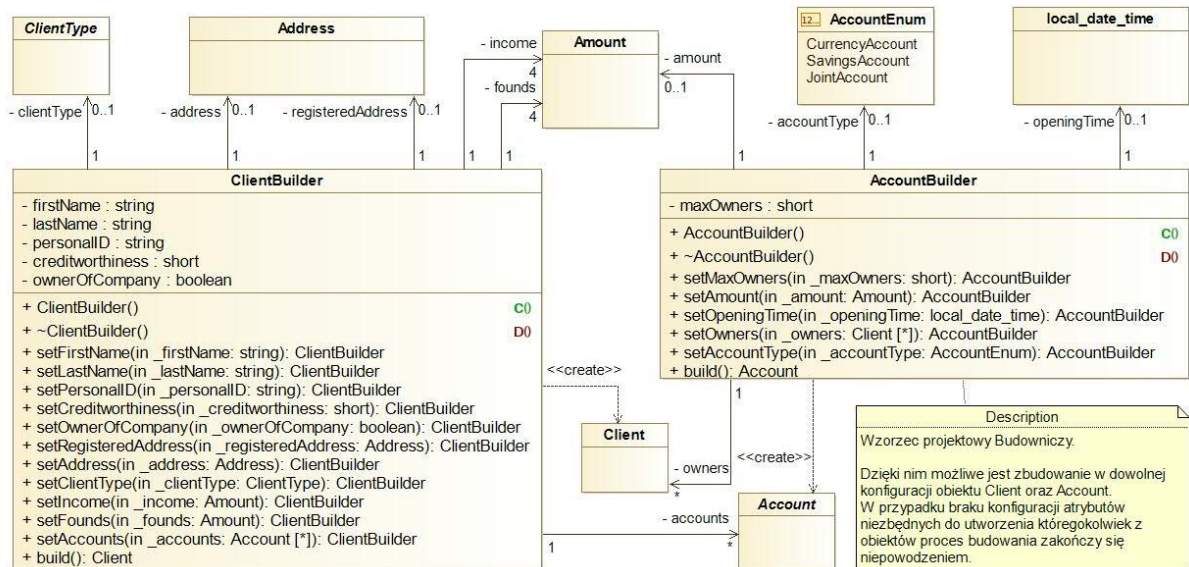 ClientType
Address
Amount
12... AccountEnum
CurrencyAccount
SavingsAccount
JointAccount
local_date_time
- clientType
0..1
1
- address
0..1
1
- registeredAddress
0..1
1
- income
4
1
- founds
4
1
- amount
0..1
1
- accountType
0..1
1
- openingTime
0..1
1
ClientBuilder
- firstName : string
- lastName : string
- personalID : string
- creditworthiness : short
- ownerOfCompany : boolean
+ ClientBuilder() C()
+ ~ClientBuilder() D()
+ setFirstName(in _firstName: string): ClientBuilder
+ setLastName(in _lastName: string): ClientBuilder
+ setPersonalID(in _personalID: string): ClientBuilder
+ setCreditworthiness(in _creditworthiness: short): ClientBuilder
+ setOwnerOfCompany(in _ownerOfCompany: boolean): ClientBuilder
+ setRegisteredAddress(in _registeredAddress: Address): ClientBuilder
+ setAddress(in _address: Address): ClientBuilder
+ setClientType(in _clientType: ClientType): ClientBuilder
+ setIncome(in _income: Amount): ClientBuilder
+ setFounds(in _founds: Amount): ClientBuilder
+ setAccounts(in _accounts: Account [*]): ClientBuilder
+ build(): Client
AccountBuilder
- maxOwners : short
+ AccountBuilder() C()
+ ~AccountBuilder() D()
+ setMaxOwners(in _maxOwners: short): AccountBuilder
+ setAmount(in _amount: Amount): AccountBuilder
+ setOpeningTime(in _openingTime: local_date_time): AccountBuilder
+ setOwners(in _owners: Client [*]): AccountBuilder
+ setAccountType(in _accountType: AccountEnum): AccountBuilder
+ build(): Account
<<create>>
Client
1
- owners
*
<<create>>
Account
- accounts
1
*
Description
Wzorzec projektowy Budowniczy.
Dzięki nim możliwe jest zbudowanie w dowolnej
konfiguracji obiektu Client oraz Account.
W przypadku braku konfiguracji atrybutów
niezbędnych do utworzenia któregokolwiek z
obiektów proces budowania zakończy się
niepowodzeniem.